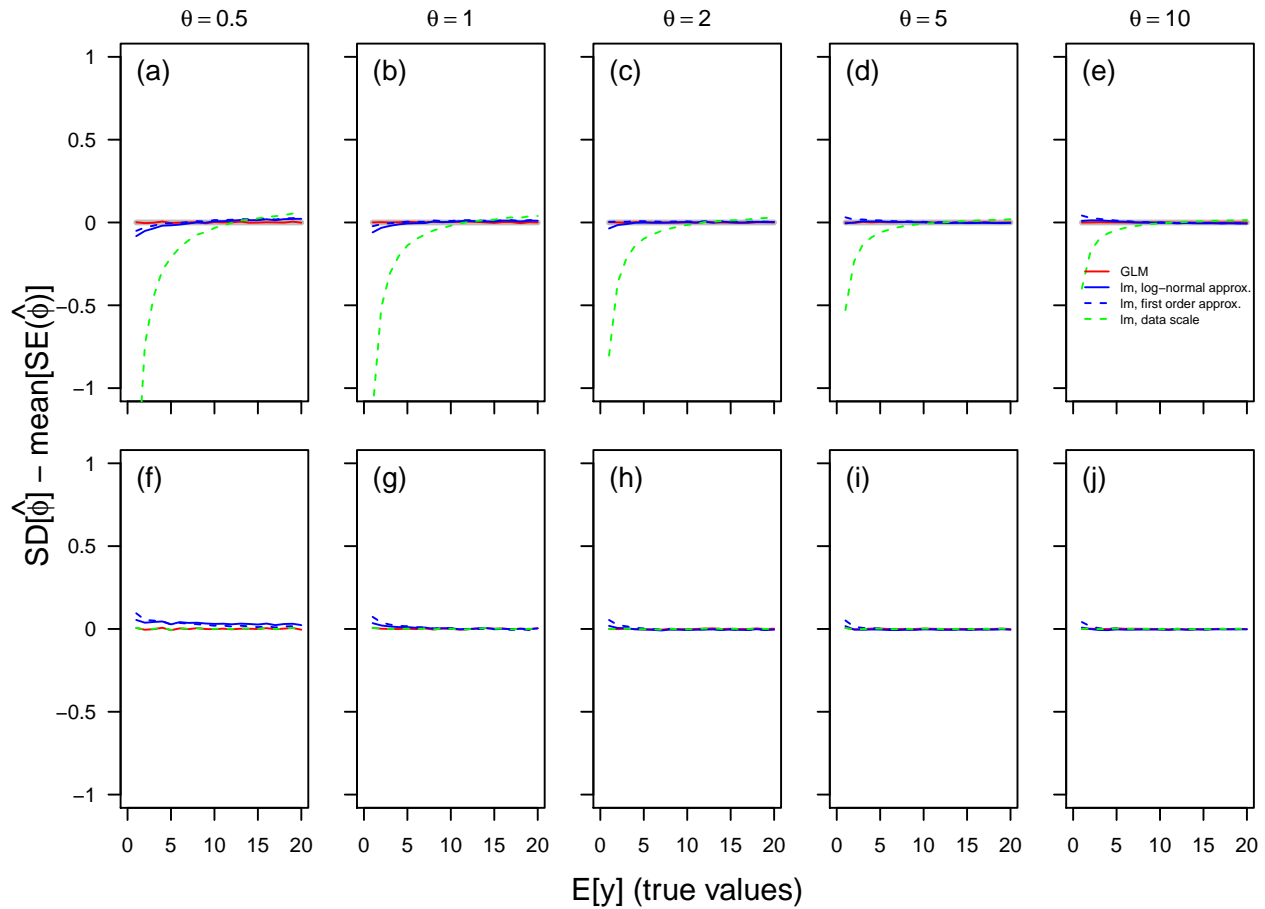 θ = 0.5
θ = 1
θ = 2
θ = 5
θ = 10
(a)
(b)
(c)
(d)
(e)
1
0.5
0
−0.5
−1
GLM
lm, log−normal approx.
lm, first order approx.
lm, data scale
(f)
(g)
(h)
(i)
(j)
1
0.5
0
−0.5
−1
0 5 10 15 20
0 5 10 15 20
0 5 10 15 20
0 5 10 15 20
0 5 10 15 20
SD[ϕ̂] − mean[SE(ϕ̂)]
E[y] (true values)